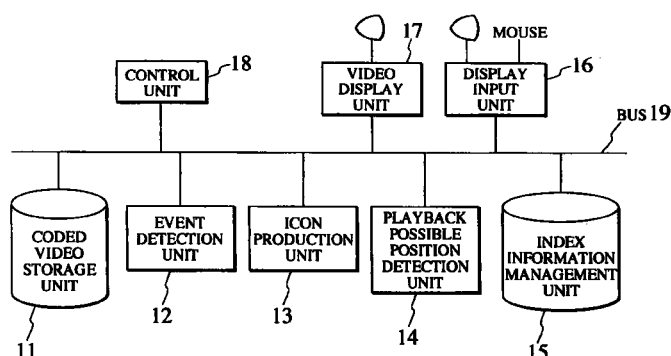 CONTROL
UNIT
18
VIDEO
DISPLAY
UNIT
17
MOUSE
DISPLAY
INPUT
UNIT
16
BUS 19
CODED
VIDEO
STORAGE
UNIT
11
EVENT
DETECTION
UNIT
12
ICON
PRODUCTION
UNIT
13
PLAYBACK
POSSIBLE
POSITION
DETECTION
UNIT
14
INDEX
INFORMATION
MANAGEMENT
UNIT
15